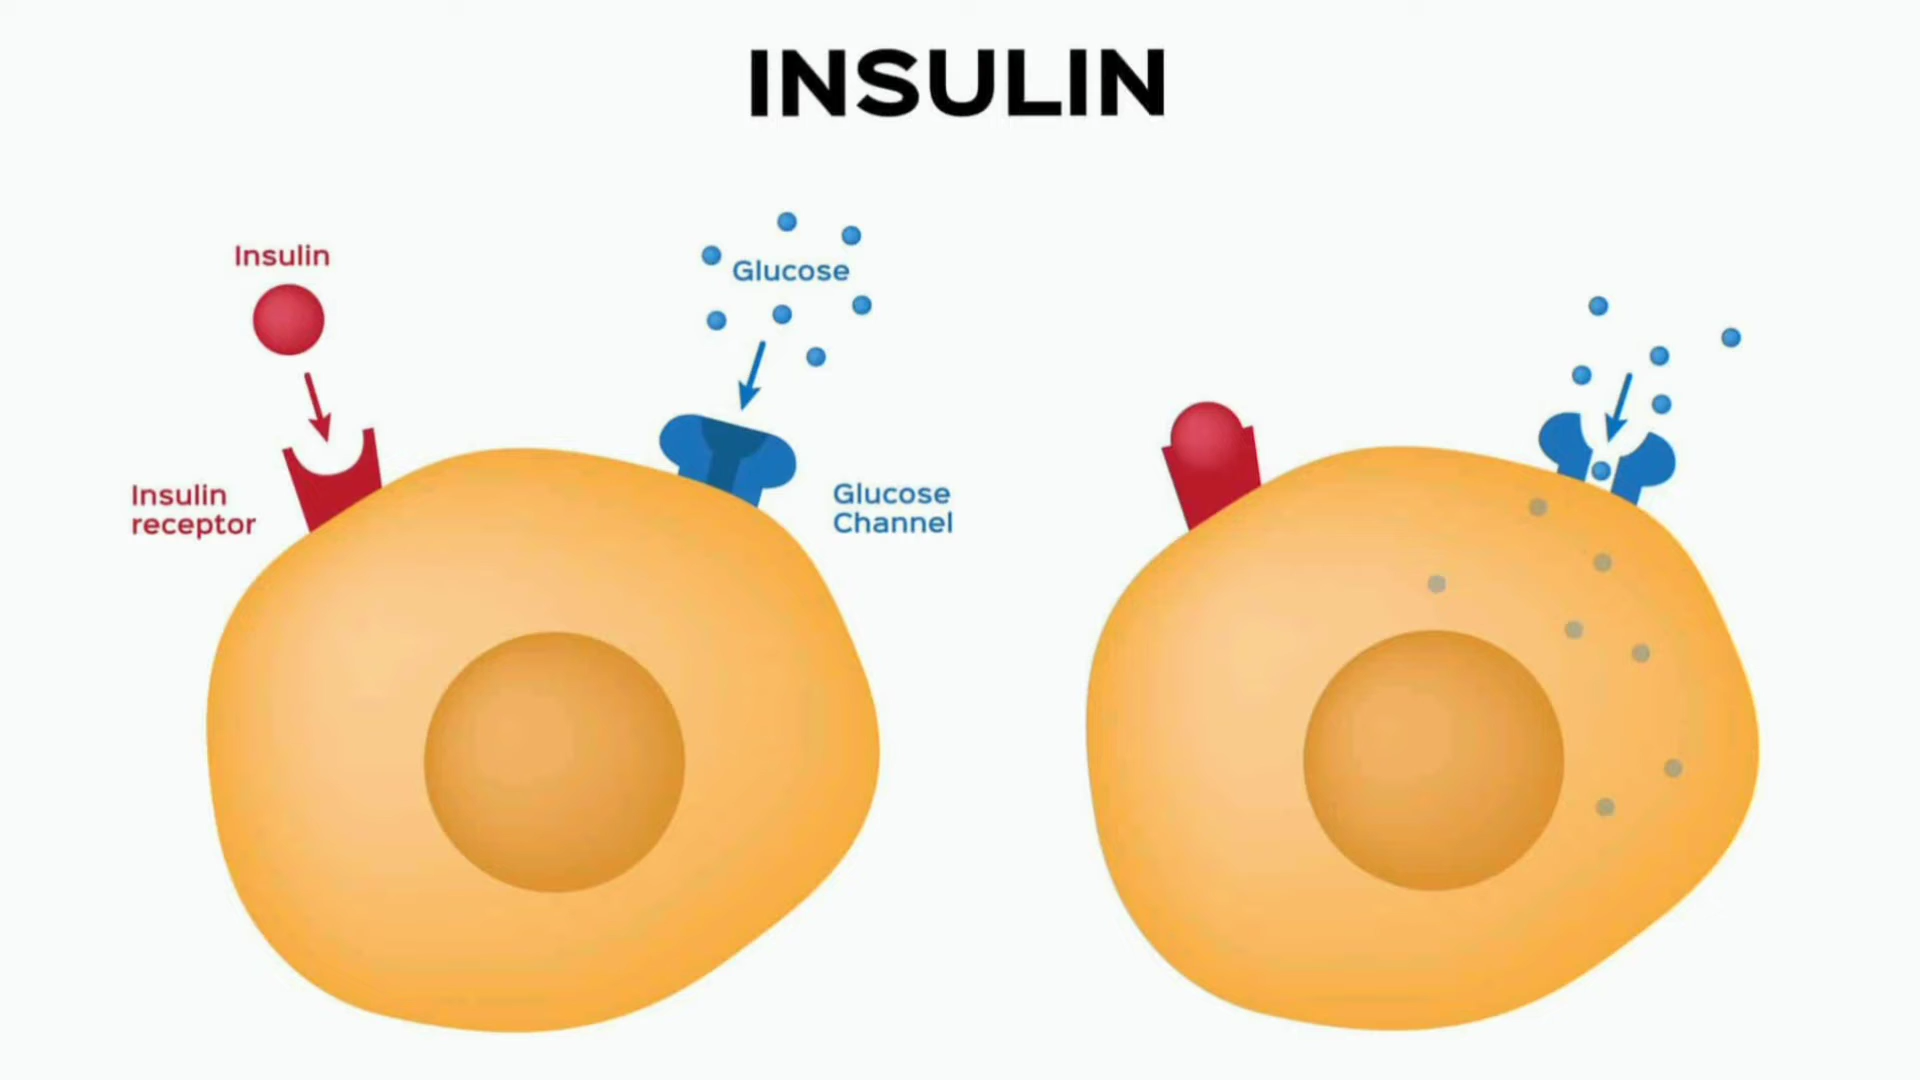 INSULIN
Insulin
Glucose
Insulin
receptor
Glucose
Channel